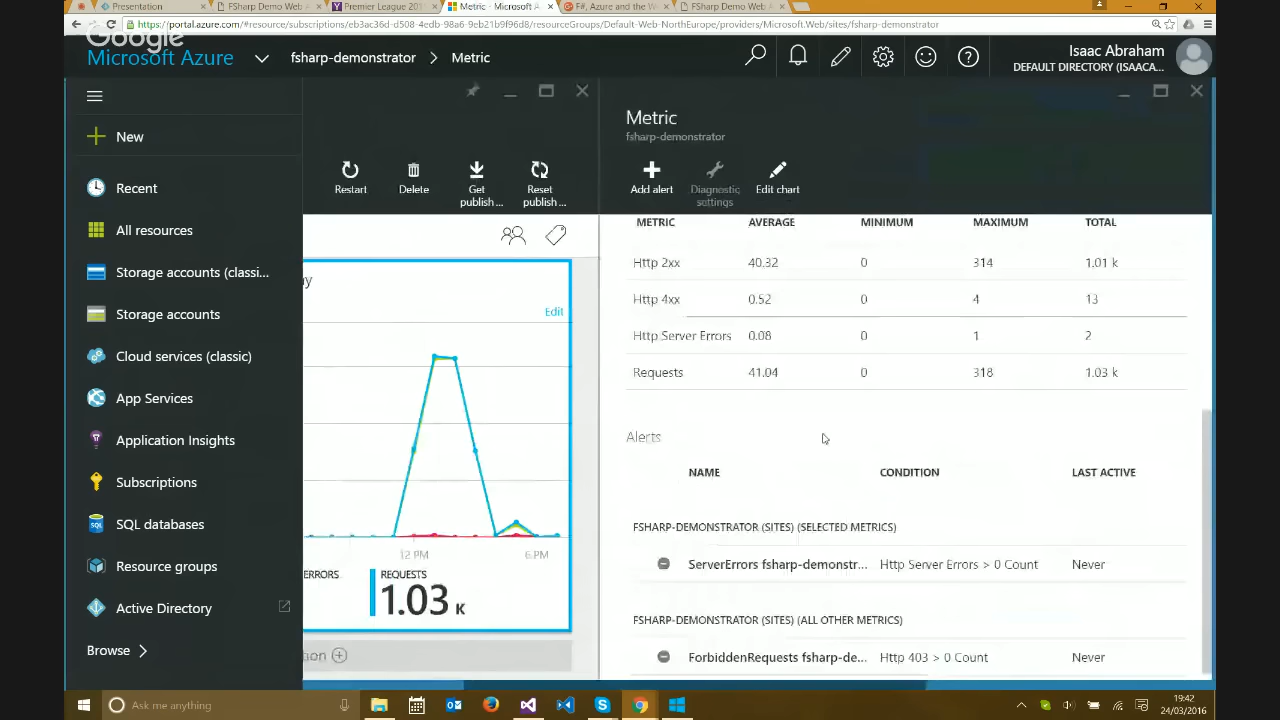 Presentation
FSharp Demo Web A
Premier League 201
Metric - Microsoft Az
F#, Azure and the W
FSharp Demo Web A
https://portal.azure.com/#resource/subscriptions/eb3ac36d-d508-4edb-98a6-9eb21b9f96d8/resourceGroups/Default-Web-NorthEurope/providers/Microsoft.Web/sites/fsharp-demonstrator
Google
Microsoft Azure
fsharp-demonstrator > Metric
Isaac Abraham
DEFAULT DIRECTORY (ISAACA...
New
Recent
All resources
Storage accounts (classi...
Storage accounts
Cloud services (classic)
App Services
Application Insights
Subscriptions
SQL databases
Resource groups
Active Directory
Browse >
Restart
Delete
Get publish ...
Reset publish ...
Edit
12 PM
6 PM
ERRORS
REQUESTS
1.03 K
Metric
fsharp-demonstrator
Add alert
Diagnostic settings
Edit chart
METRIC AVERAGE MINIMUM MAXIMUM TOTAL
Http 2xx 40.32 0 314 1.01 k
Http 4xx 0.52 0 4 13
Http Server Errors 0.08 0 1 2
Requests 41.04 0 318 1.03 k
Alerts
NAME CONDITION LAST ACTIVE
FSHARP-DEMONSTRATOR (SITES) (SELECTED METRICS)
ServerErrors fsharp-demonstr... Http Server Errors > 0 Count Never
FSHARP-DEMONSTRATOR (SITES) (ALL OTHER METRICS)
ForbiddenRequests fsharp-de... Http 403 > 0 Count Never
Ask me anything
19:42
24/03/2016